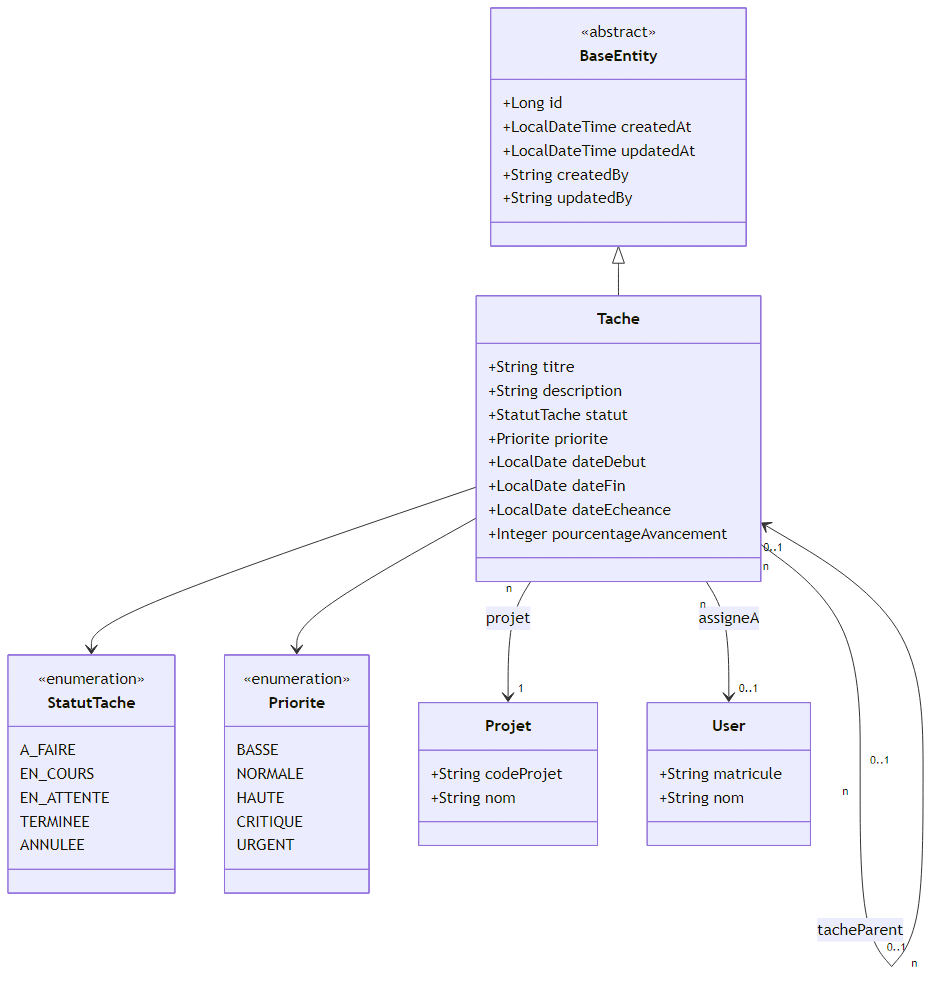 «abstract»
BaseEntity
+Long id
+LocalDateTime createdAt
+LocalDateTime updatedAt
+String createdBy
+String updatedBy
Tache
+String titre
+String description
+StatutTache statut
+Priorite priorite
+LocalDate dateDebut
+LocalDate dateFin
+LocalDate dateEcheance
+Integer pourcentageAvancement
0..1
n
n
n
projet
assigneA
1
0..1
«enumeration»
StatutTache
A_FAIRE
EN_COURS
EN_ATTENTE
TERMINEE
ANNULEE
«enumeration»
Priorite
BASSE
NORMALE
HAUTE
CRITIQUE
URGENT
Projet
+String codeProjet
+String nom
User
+String matricule
+String nom
0..1
n
tacheParent
0..1
n